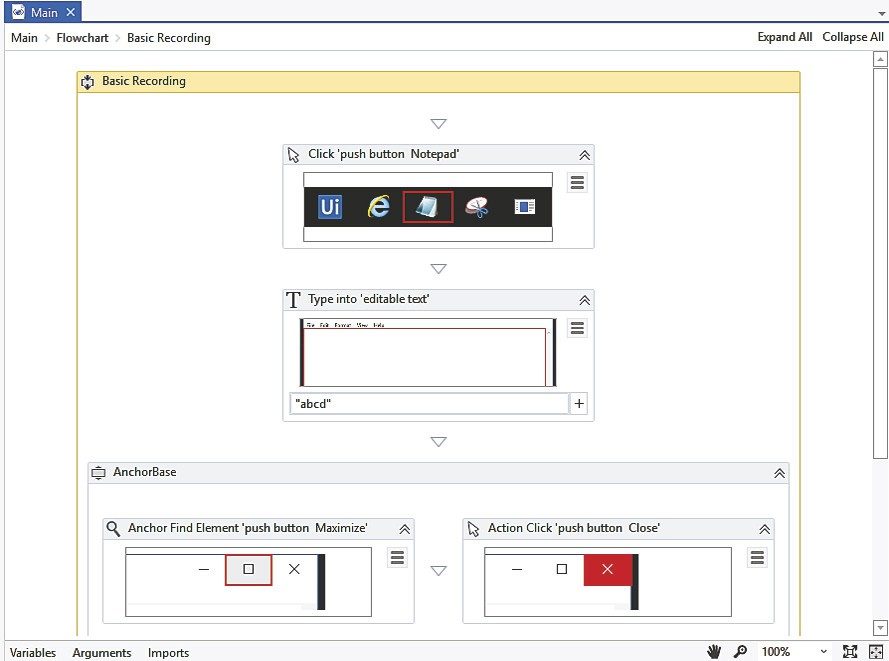 Main
Main > Flowchart > Basic Recording
Expand All Collapse All
Basic Recording
Click 'push button Notepad'
Ui
Type into 'editable text'
File Edit Format View Help
"abcd"
AnchorBase
Anchor Find Element 'push button Maximize'
Action Click 'push button Close'
Variables Arguments Imports
100%